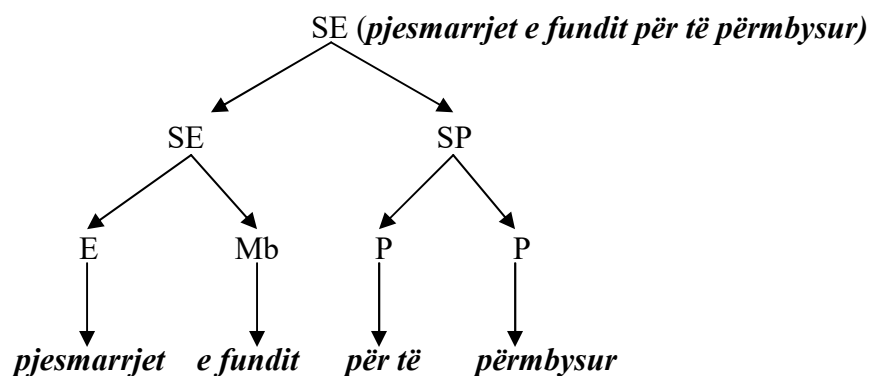 SE (pjesmarrjet e fundit për të përmbysur)
SE SP
E Mb P P
pjesmarrjet e fundit për të përmbysur